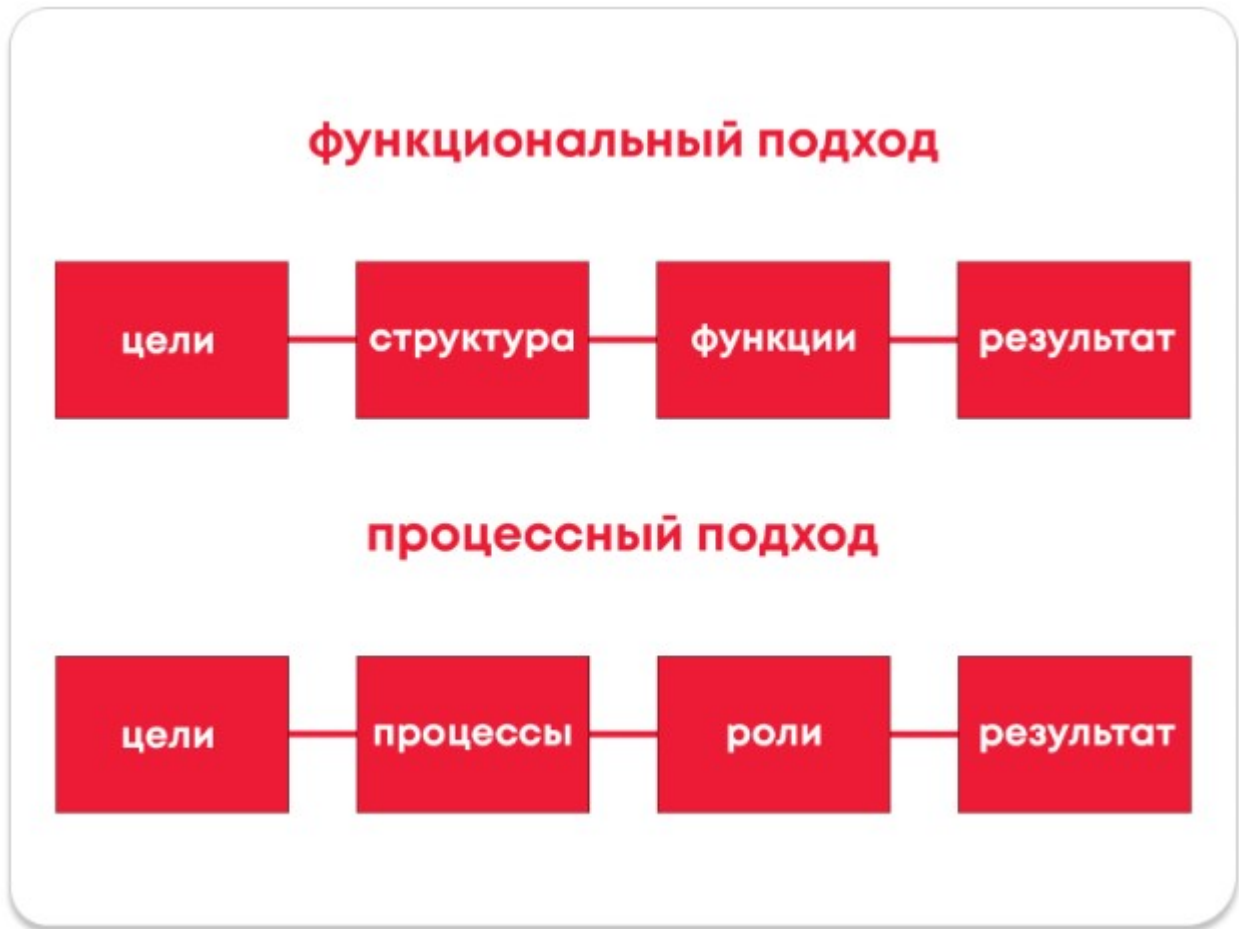 функциональный подход
цели структура функции результат
процессный подход
цели процессы роли результат